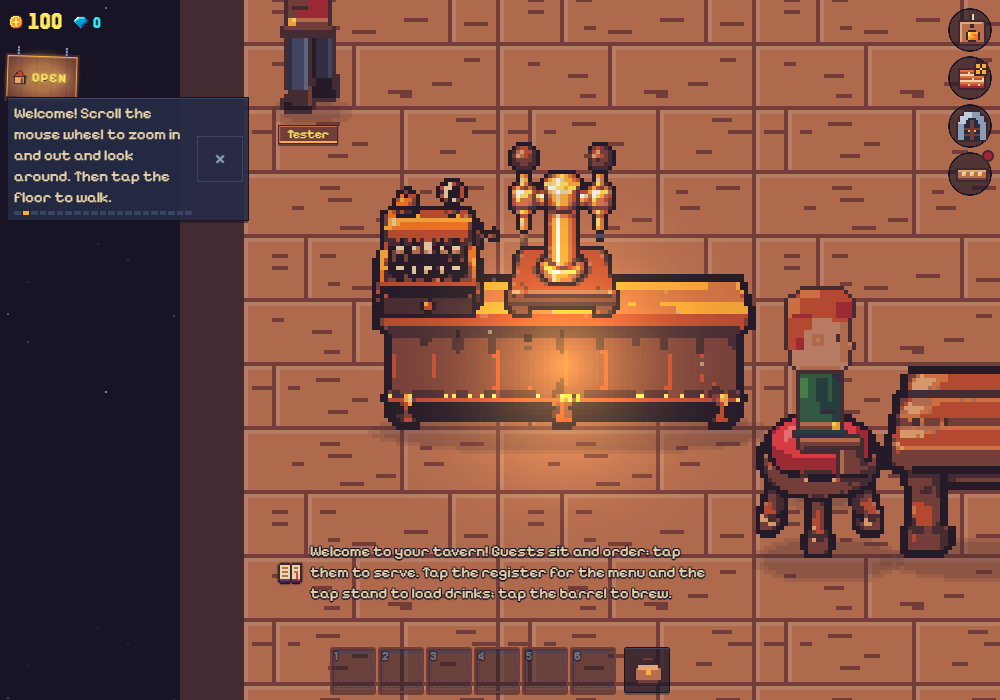 100 0
OPEN
Welcome! Scroll the
mouse wheel to zoom in
and out and look
around. Then tap the
floor to walk.
×
Tester
Welcome to your tavern! Guests sit and order: tap
them to serve. Tap the register for the menu and the
tap stand to load drinks; tap the barrel to brew.
1 2 3 4 5 6